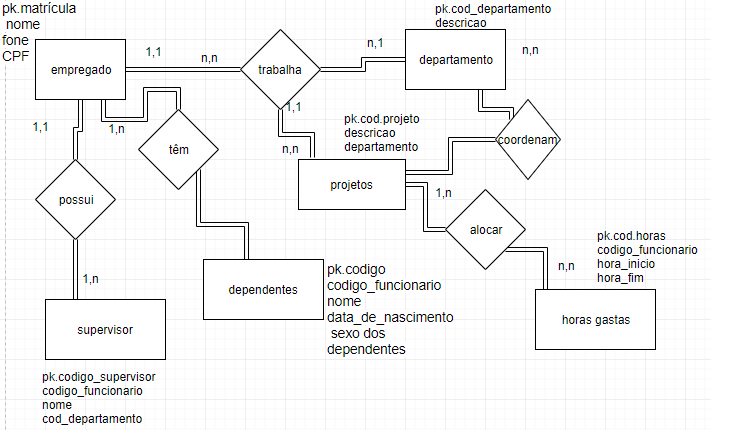 pk.matrícula
nome
fone
CPF
empregado
1,1
n,n
trabalha
n,1
pk.cod_departamento
descricao
departamento
n,n
1,1
1,n
têm
1,1
n,n
pk.cod.projeto
descricao
departamento
coordenam
projetos
1,n
possui
alocar
1,n
n,n
pk.cod.horas
codigo_funcionario
hora_inicio
hora_fim
dependentes
pk.codigo
codigo_funcionario
nome
data_de_nascimento
sexo dos
dependentes
supervisor
horas gastas
pk.codigo_supervisor
codigo_funcionario
nome
cod_departamento